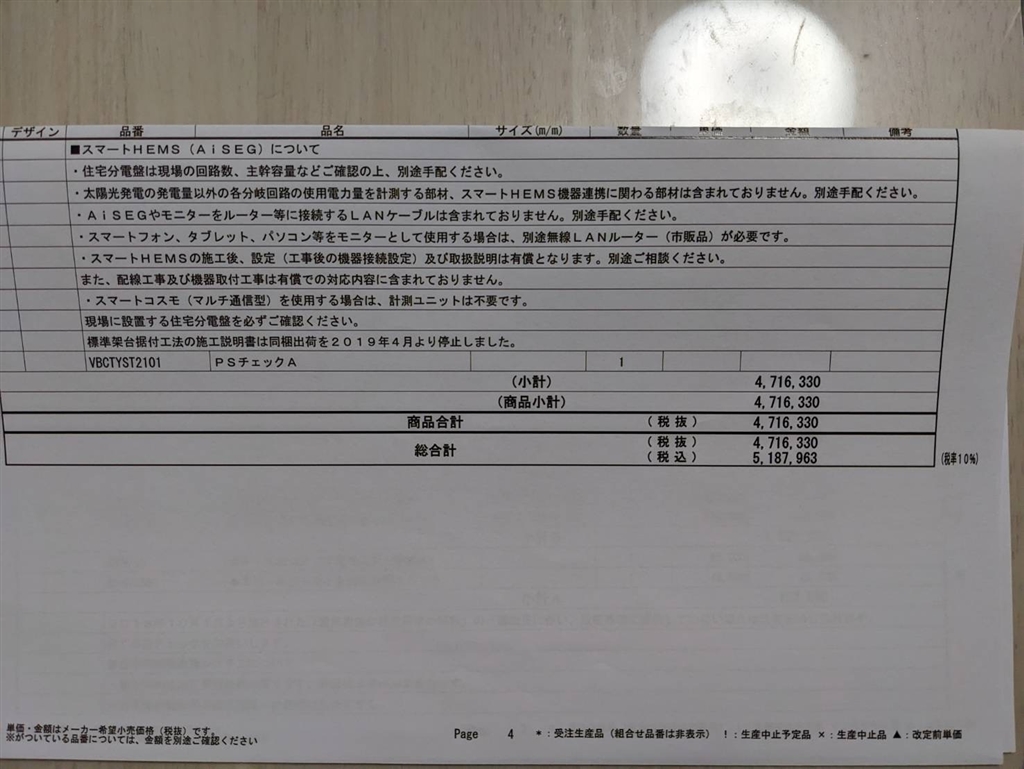 デザイン 品番 品名 サイズ(m/m) 数量 単価 金額 備考
■スマートHEMS(AiSEG)について
・住宅分電盤は現場の回路数、主幹容量などご確認の上、別途手配ください。
・太陽光発電の発電量以外の各分岐回路の使用電力量を計測する部材、スマートHEMS機器連携に関わる部材は含まれておりません。別途手配ください。
・AiSEGやモニターをルーター等に接続するLANケーブルは含まれておりません。別途手配ください。
・スマートフォン、タブレット、パソコン等をモニターとして使用する場合は、別途無線LANルーター(市販品)が必要です。
・スマートHEMSの施工後、設定(工事後の機器接続設定)及び取扱説明は有償となります。別途ご相談ください。
また、配線工事及び機器取付工事は有償での対応内容に含まれておりません。
・スマートコスモ(マルチ通信型)を使用する場合は、計測ユニットは不要です。
現場に設置する住宅分電盤を必ずご確認ください。
標準架台据付工法の施工説明書は同梱出荷を2019年4月より停止しました。
VBCTYST2101 PSチェックA 1
(小計) 4,716,330
(商品小計) 4,716,330
商品合計 (税抜) 4,716,330
総合計 (税抜) 4,716,330
(税込) 5,187,963 (税率10%)
単価・金額はメーカー希望小売価格(税抜)です。
※がついている品番については、金額を別途ご確認ください
Page 4 *:受注生産品(組合せ品番は非表示) !:生産中止予定品 ×:生産中止品 ▲:改定前単価